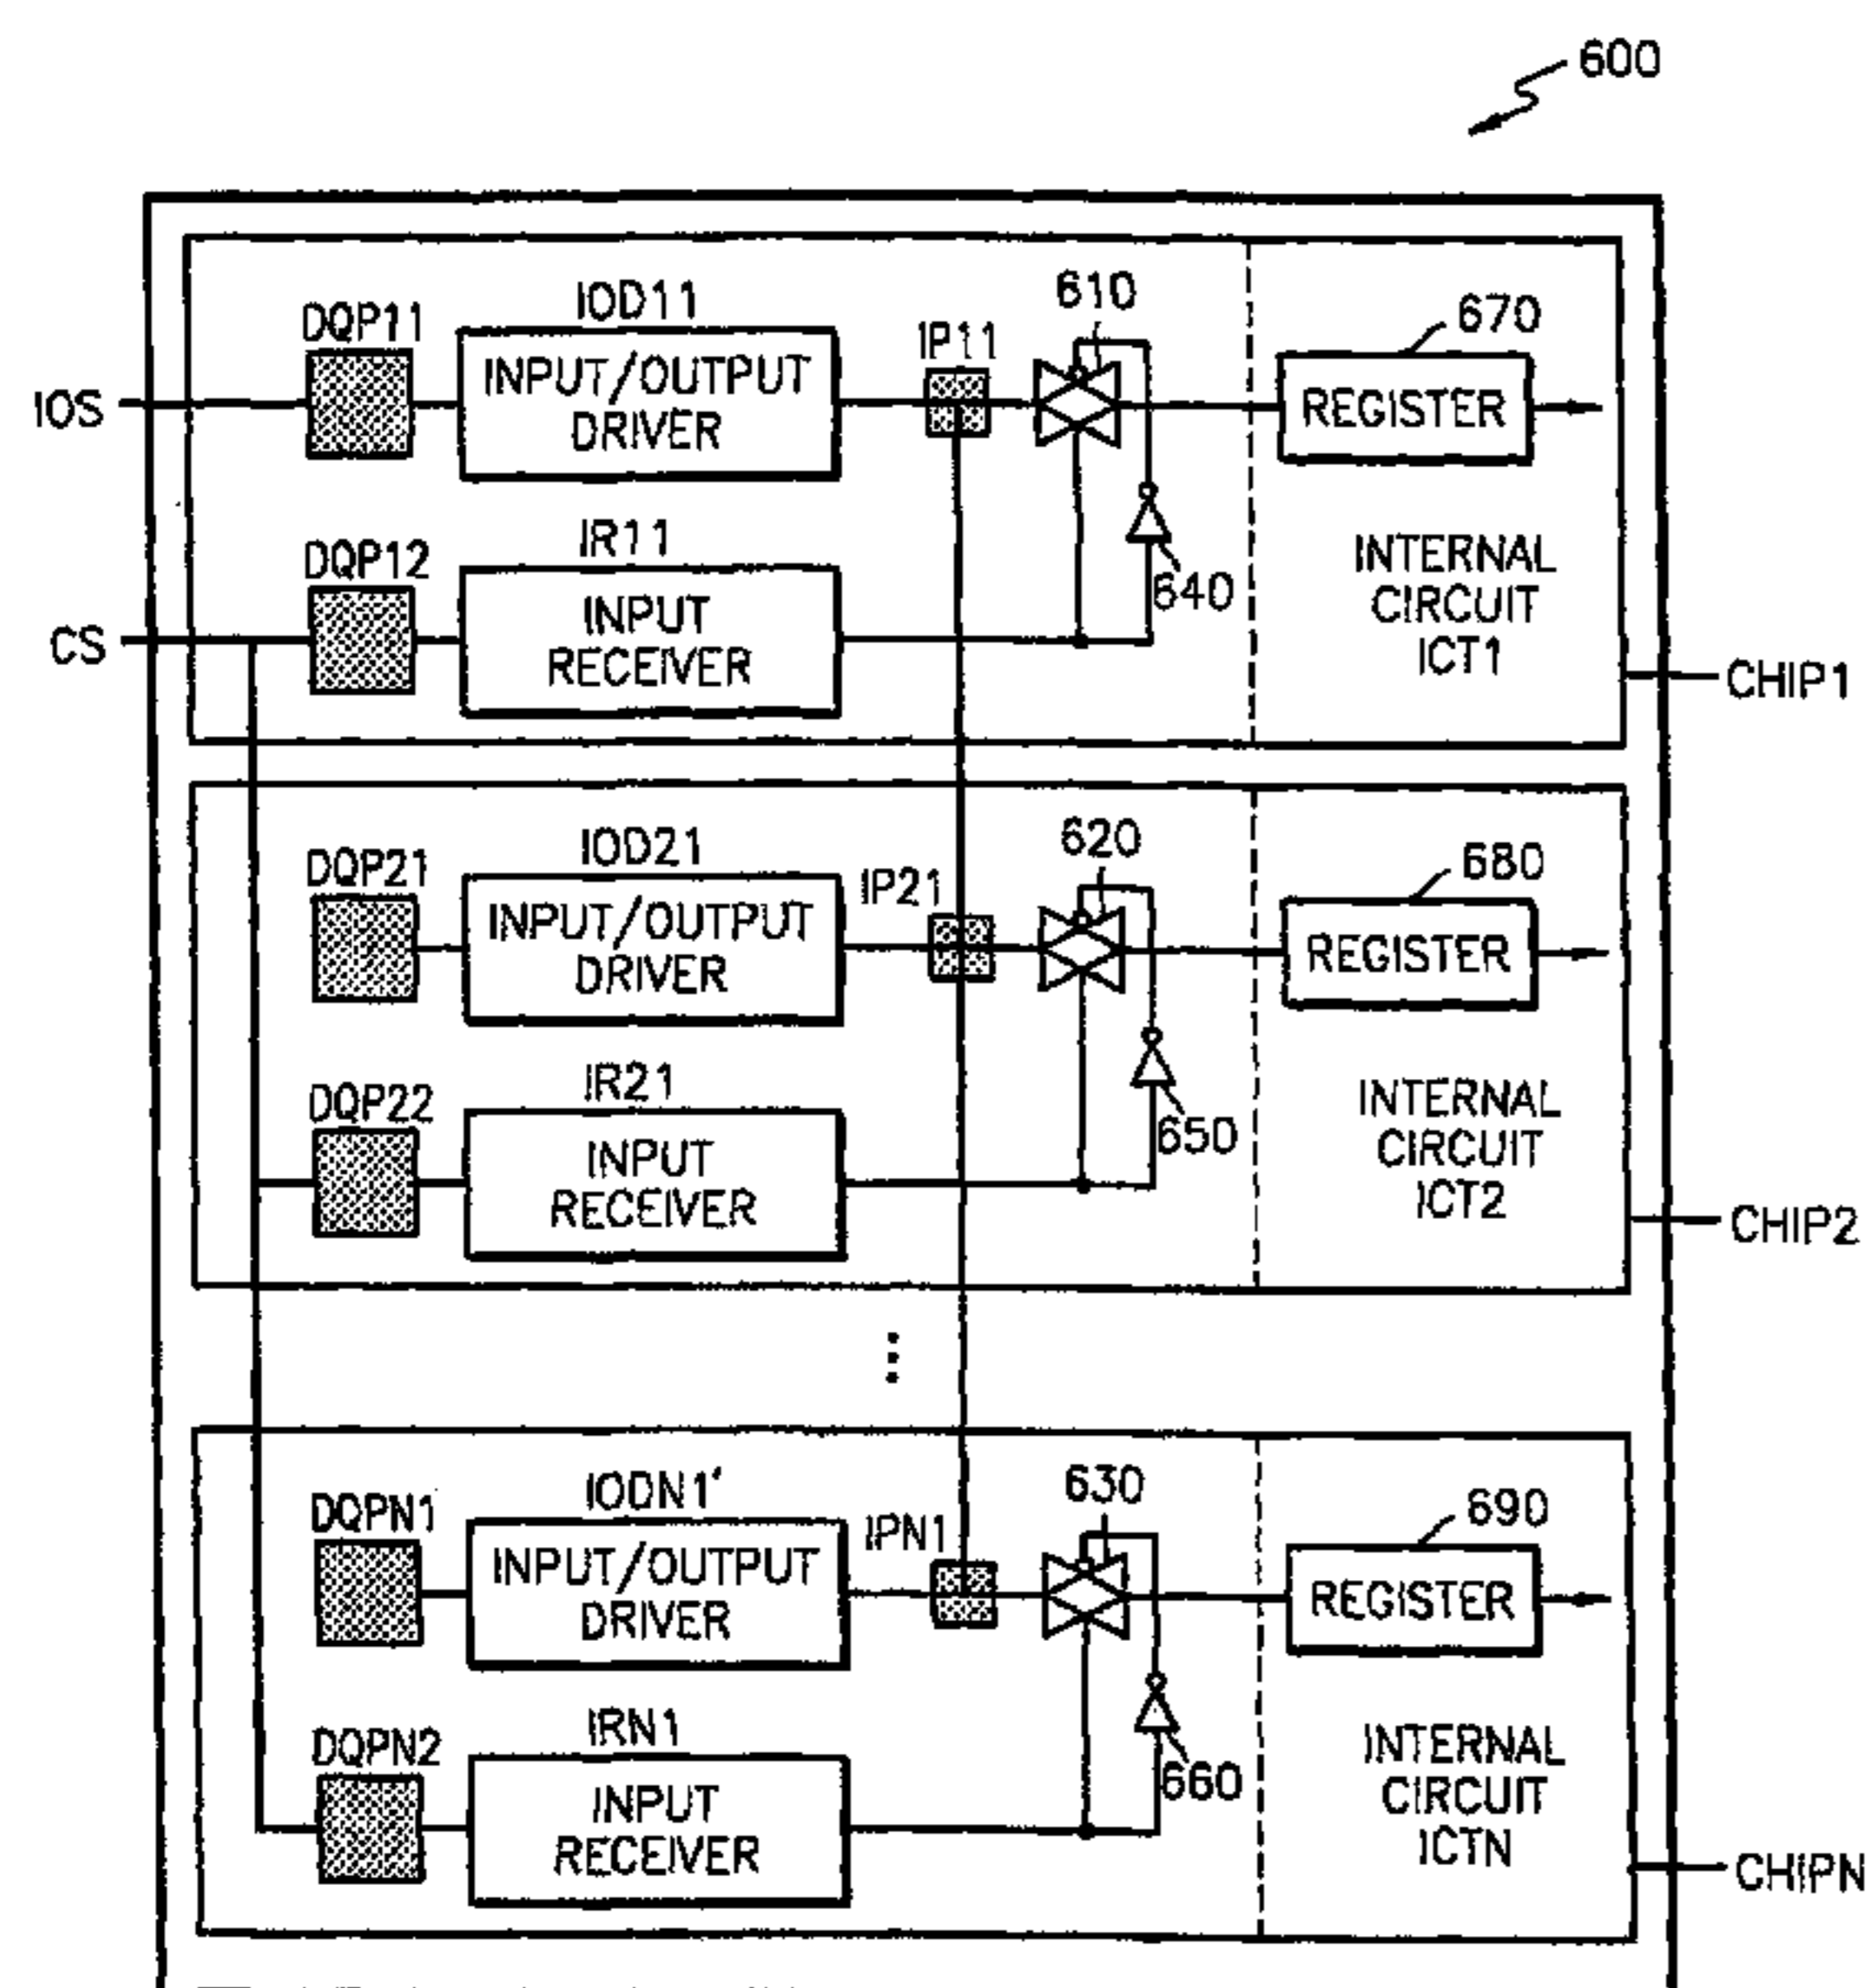 600
IOD11
610
DQP11
IP11
670
INPUT/OUTPUT
DRIVER
REGISTER
IOS
IR11
DQP12
640
INTERNAL
CIRCUIT
ICT1
INPUT
RECEIVER
CS
CHIP1
IOD21
620
DQP21
IP21
680
INPUT/OUTPUT
DRIVER
REGISTER
IR21
DQP22
650
INTERNAL
CIRCUIT
ICT2
INPUT
RECEIVER
CHIP2
IODN1'
630
DQPN1
IPN1
690
INPUT/OUTPUT
DRIVER
REGISTER
IRN1
DQPN2
660
INTERNAL
CIRCUIT
ICTN
INPUT
RECEIVER
CHIPN